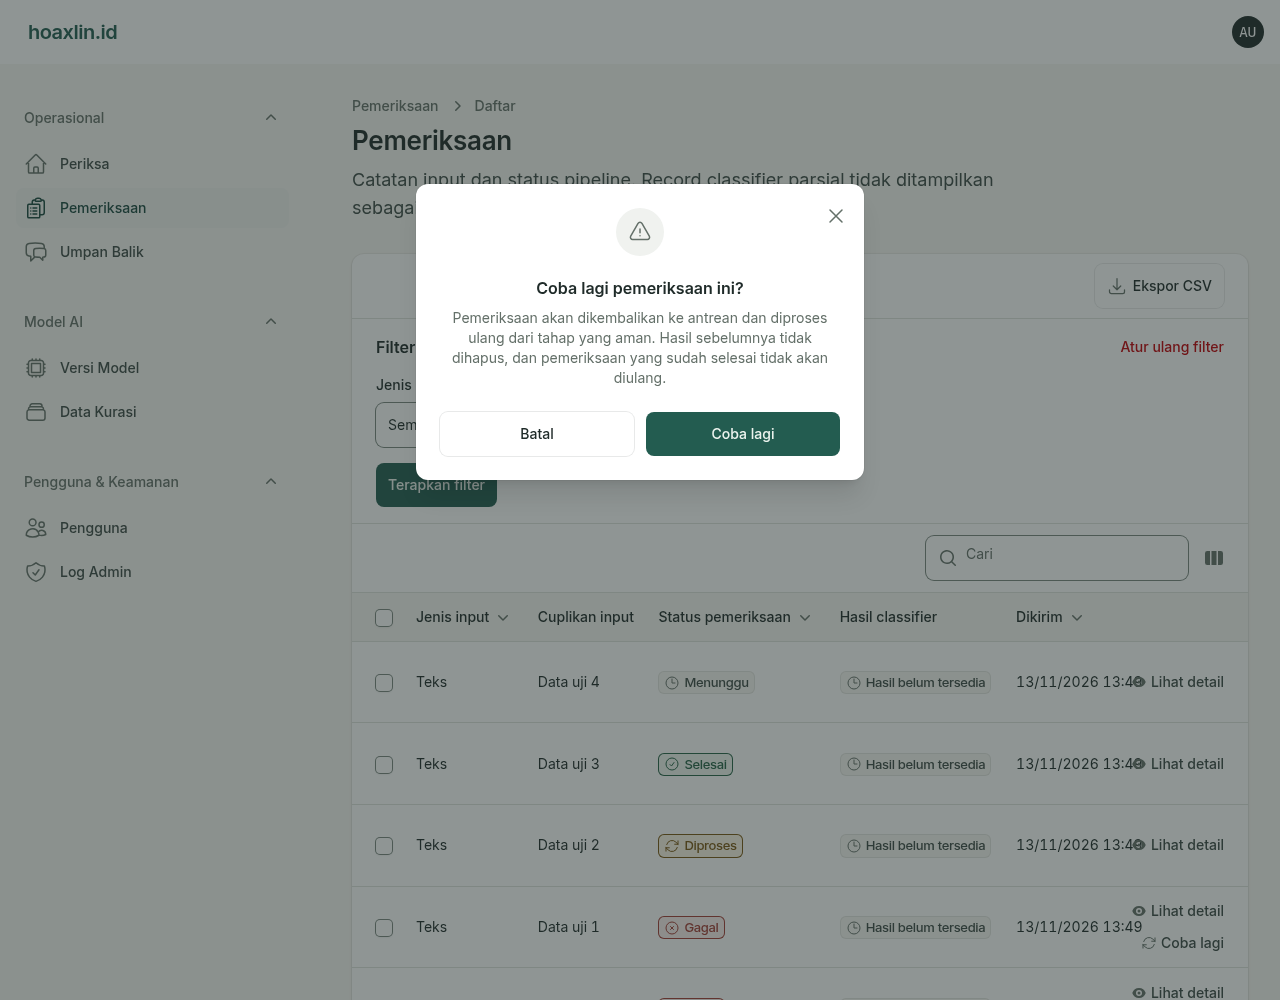 hoaxlin.id
AU
Operasional
Periksa
Pemeriksaan
Umpan Balik
Model AI
Versi Model
Data Kurasi
Pengguna & Keamanan
Pengguna
Log Admin
Pemeriksaan > Daftar
Pemeriksaan
Catatan input dan status pipeline. Record classifier parsial tidak ditampilkan
sebaga
Coba lagi pemeriksaan ini?
Pemeriksaan akan dikembalikan ke antrean dan diproses
ulang dari tahap yang aman. Hasil sebelumnya tidak
dihapus, dan pemeriksaan yang sudah selesai tidak akan
diulang.
Batal
Coba lagi
Ekspor CSV
Filter
Atur ulang filter
Jenis
Sem
Terapkan filter
Cari
Jenis input Cuplikan input Status pemeriksaan Hasil classifier Dikirim
Teks Data uji 4 Menunggu Hasil belum tersedia 13/11/2026 13:49 Lihat detail
Teks Data uji 3 Selesai Hasil belum tersedia 13/11/2026 13:49 Lihat detail
Teks Data uji 2 Diproses Hasil belum tersedia 13/11/2026 13:49 Lihat detail
Teks Data uji 1 Gagal Hasil belum tersedia 13/11/2026 13:49 Lihat detail
Coba lagi
Lihat detail